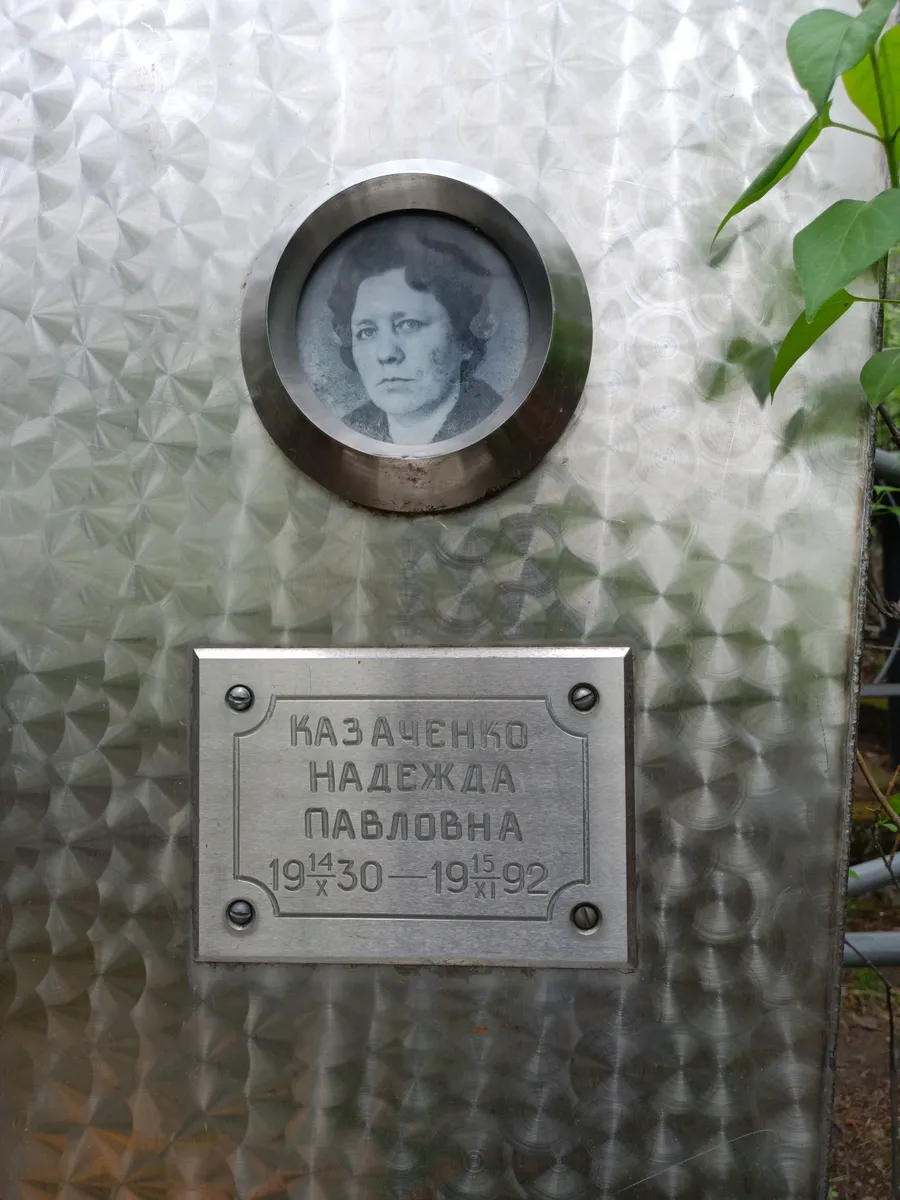 КАЗАЧЕНКО
НАДЕЖДА
ПАВЛОВНА
19 14/X 30 — 19 15/XI 92